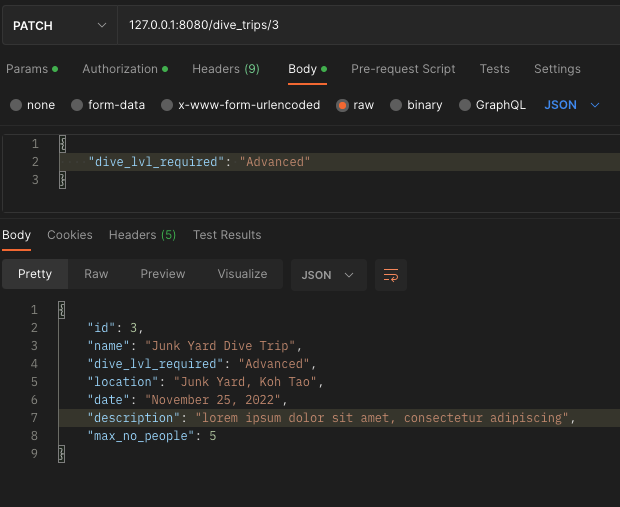 PATCH 127.0.0.1:8080/dive_trips/3
Params Authorization Headers (9) Body Pre-request Script Tests Settings
none form-data x-www-form-urlencoded raw binary GraphQL JSON
1 {
2 "dive_lvl_required": "Advanced"
3 }
Body Cookies Headers (5) Test Results
Pretty Raw Preview Visualize JSON
1 {
2 "id": 3,
3 "name": "Junk Yard Dive Trip",
4 "dive_lvl_required": "Advanced",
5 "location": "Junk Yard, Koh Tao",
6 "date": "November 25, 2022",
7 "description": "lorem ipsum dolor sit amet, consectetur adipiscing",
8 "max_no_people": 5
9 }